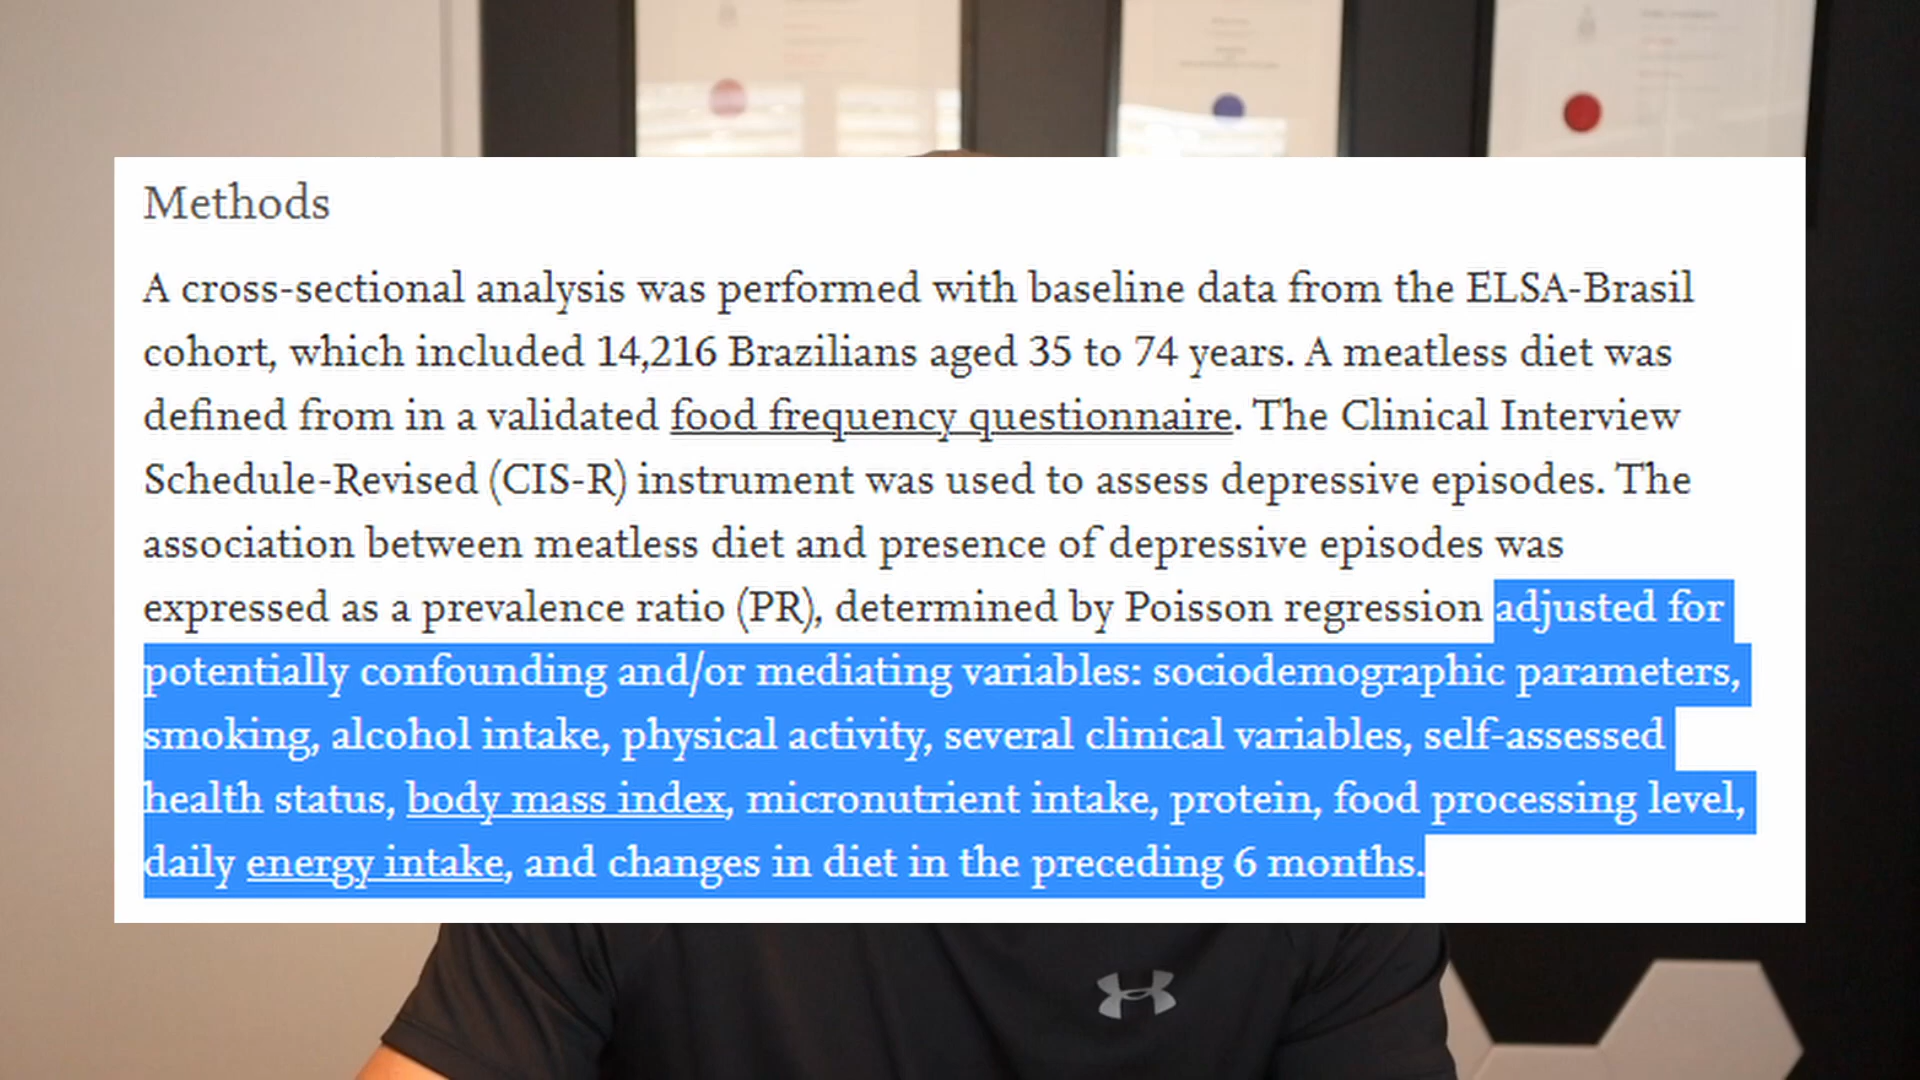 Methods
A cross-sectional analysis was performed with baseline data from the ELSA-Brasil
cohort, which included 14,216 Brazilians aged 35 to 74 years. A meatless diet was
defined from in a validated food frequency questionnaire. The Clinical Interview
Schedule-Revised (CIS-R) instrument was used to assess depressive episodes. The
association between meatless diet and presence of depressive episodes was
expressed as a prevalence ratio (PR), determined by Poisson regression adjusted for
potentially confounding and/or mediating variables: sociodemographic parameters,
smoking, alcohol intake, physical activity, several clinical variables, self-assessed
health status, body mass index, micronutrient intake, protein, food processing level,
daily energy intake, and changes in diet in the preceding 6 months.